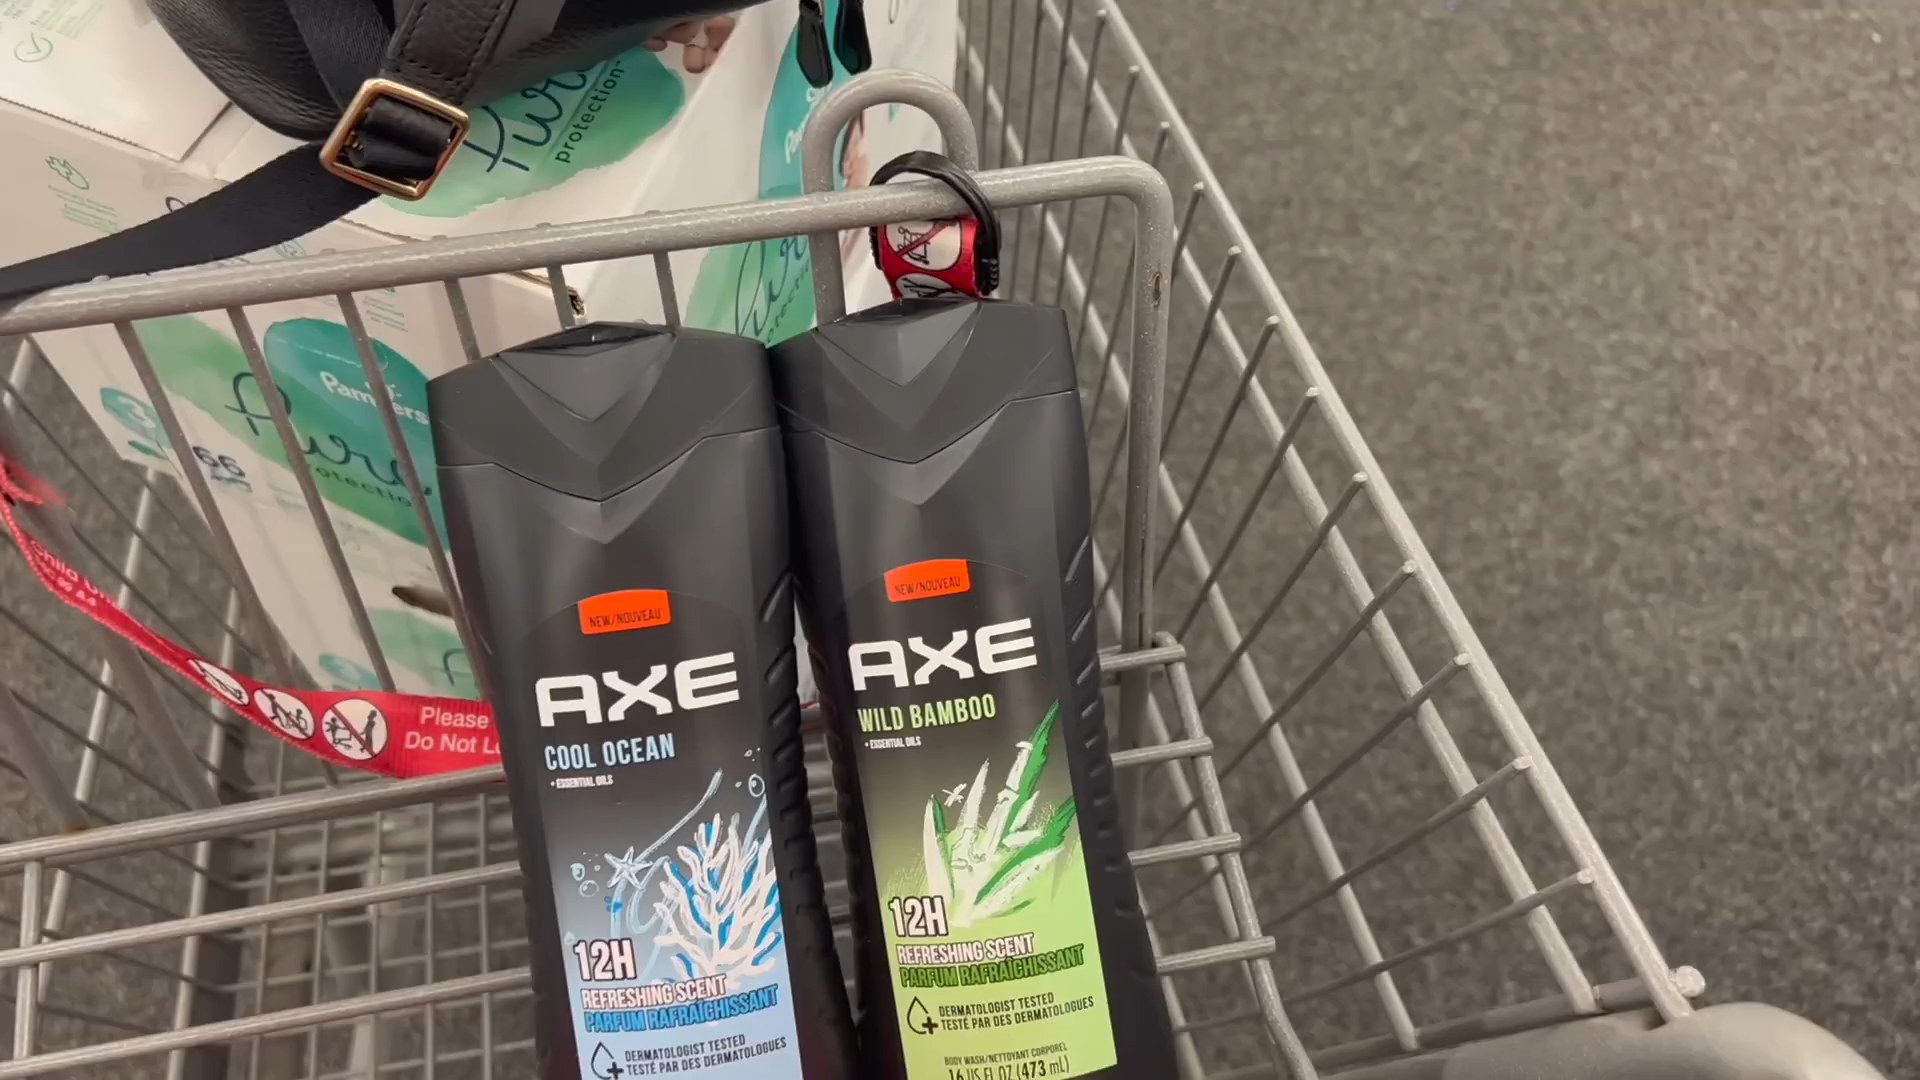 Pure
protection
Pampers
Pure
3
66
Please
Do Not
NEW/NOUVEAU
AXE
COOL OCEAN
+ ESSENTIAL OILS
12H
REFRESHING SCENT
PARFUM RAFRAÎCHISSANT
DERMATOLOGIST TESTED
TESTÉ PAR DES DERMATOLOGUES
NEW/NOUVEAU
AXE
WILD BAMBOO
+ ESSENTIAL OILS
12H
REFRESHING SCENT
PARFUM RAFRAÎCHISSANT
DERMATOLOGIST TESTED
TESTÉ PAR DES DERMATOLOGUES
BODY WASH/NETTOYANT CORPOREL
16 US FL OZ (473 mL)